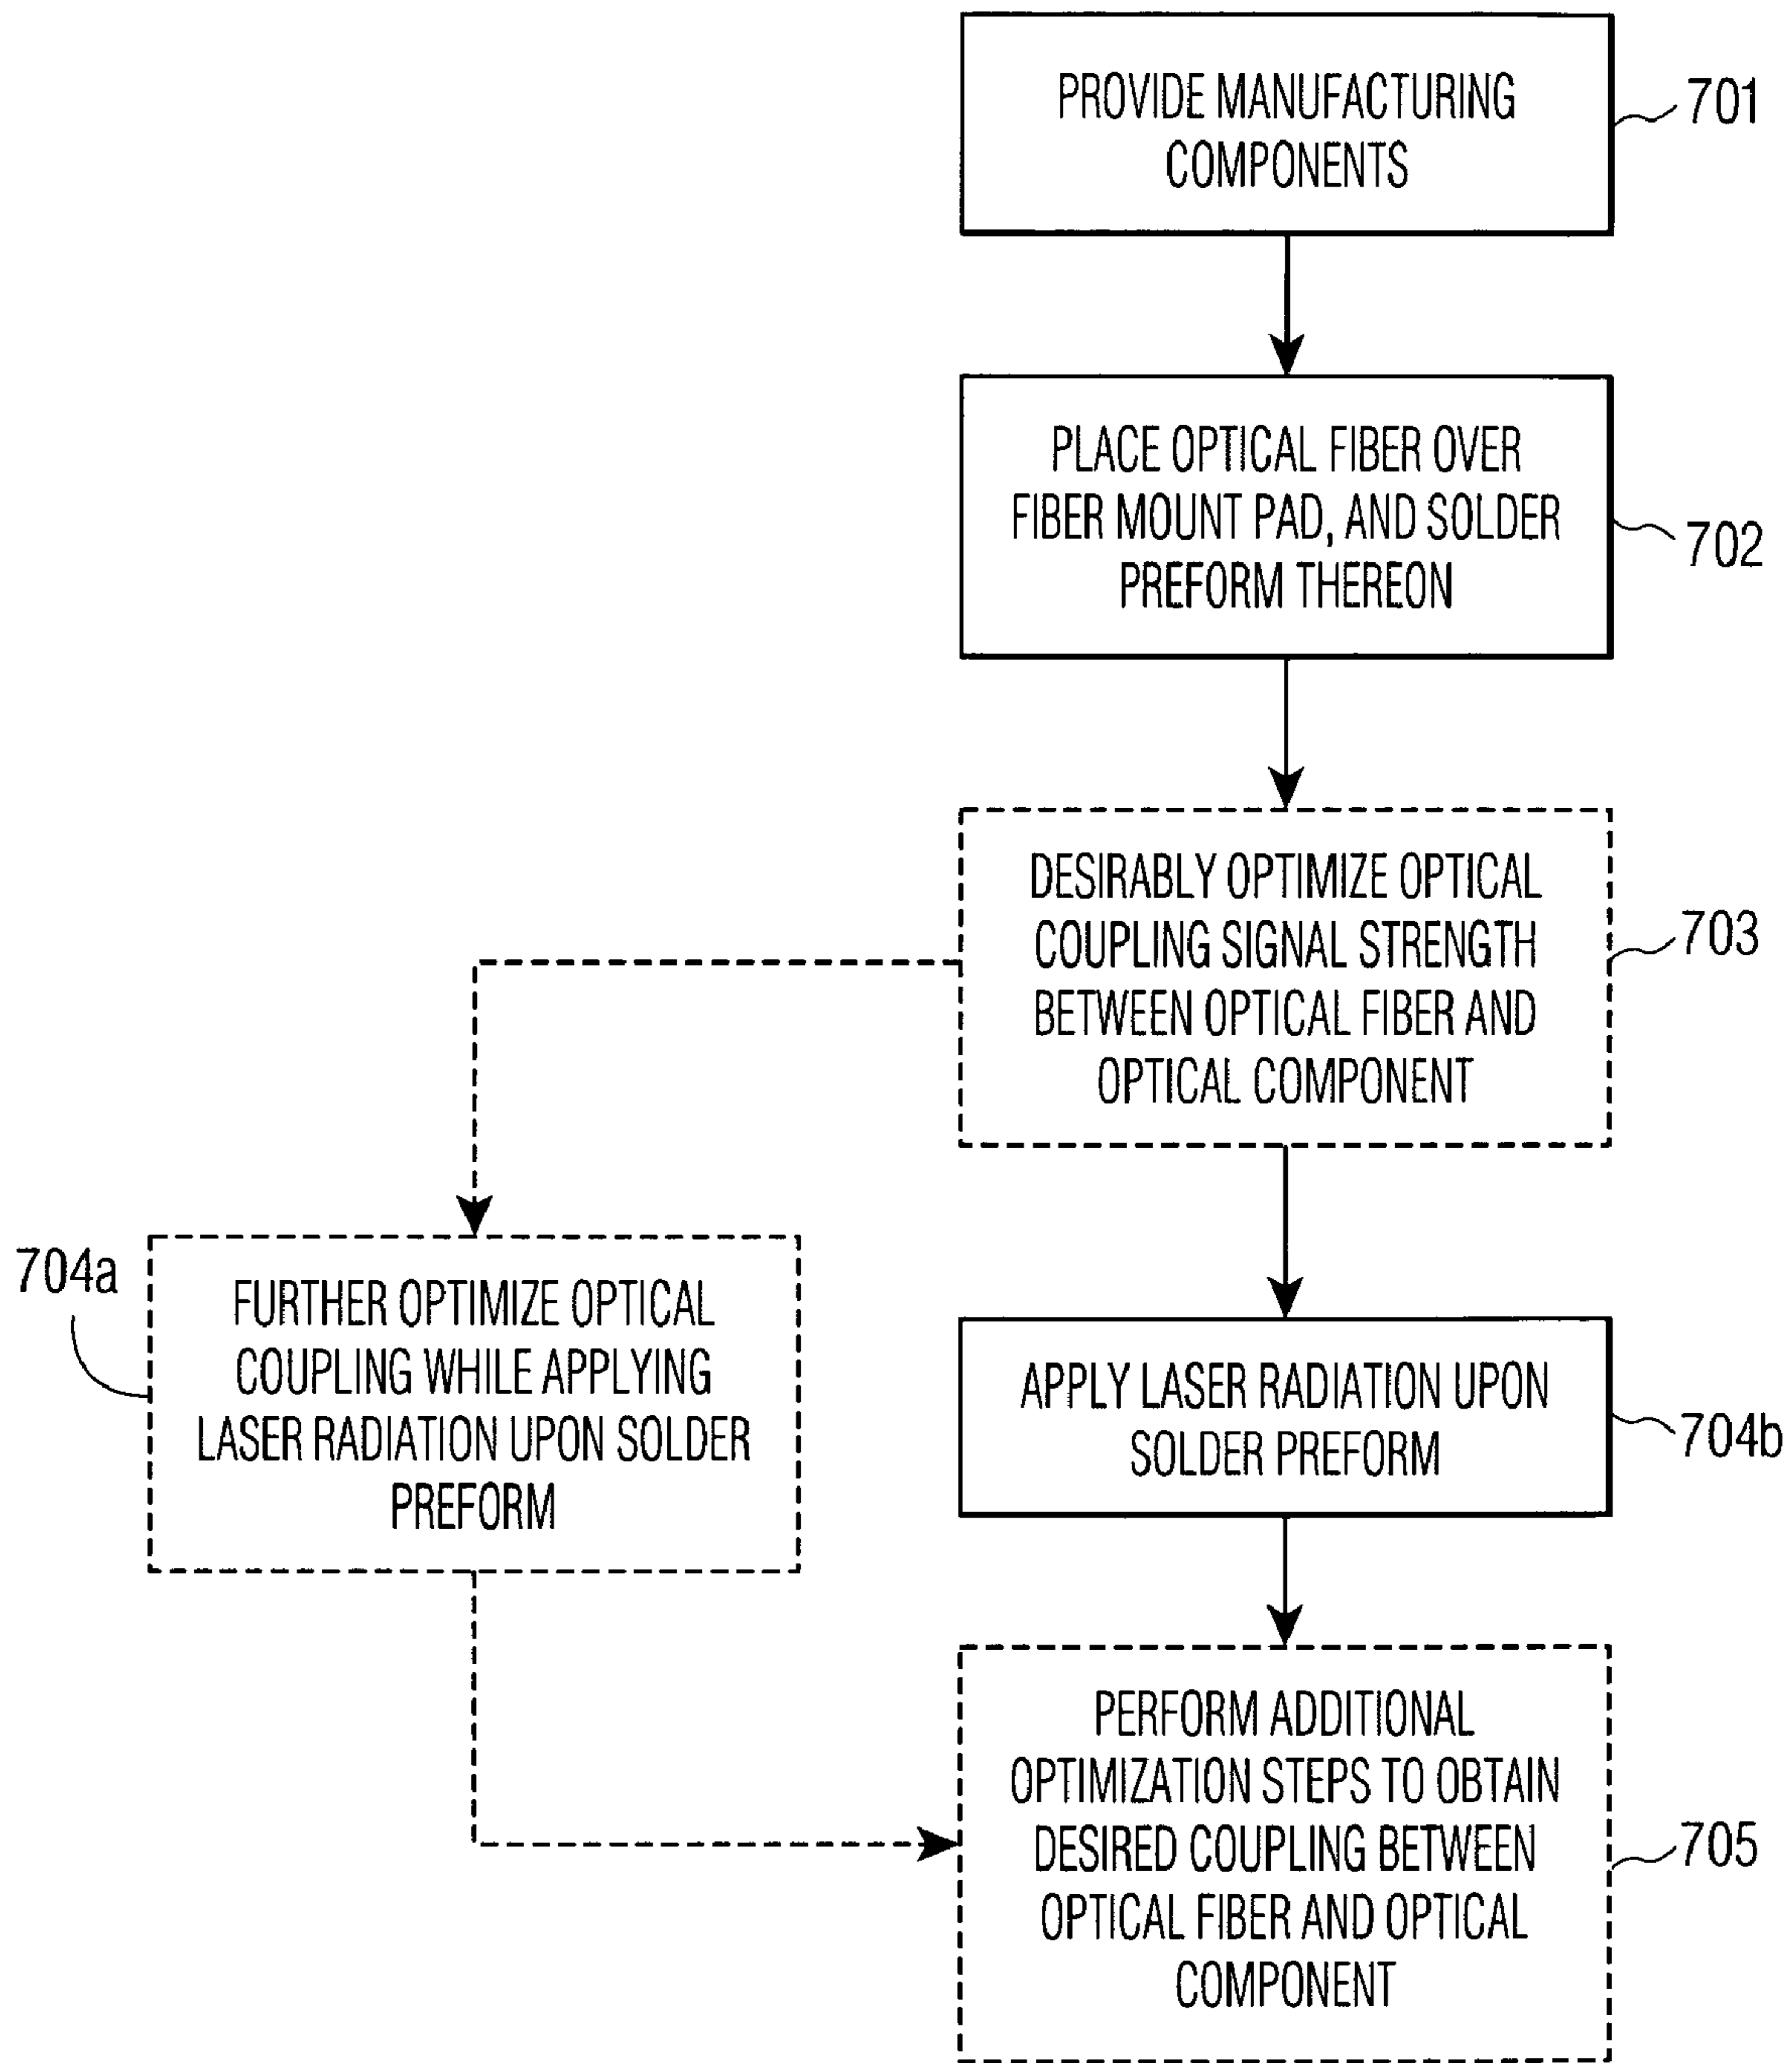 PROVIDE MANUFACTURING
COMPONENTS
701
PLACE OPTICAL FIBER OVER
FIBER MOUNT PAD, AND SOLDER
PREFORM THEREON
702
DESIRABLY OPTIMIZE OPTICAL
COUPLING SIGNAL STRENGTH
BETWEEN OPTICAL FIBER AND
OPTICAL COMPONENT
703
704a
FURTHER OPTIMIZE OPTICAL
COUPLING WHILE APPLYING
LASER RADIATION UPON SOLDER
PREFORM
APPLY LASER RADIATION UPON
SOLDER PREFORM
704b
PERFORM ADDITIONAL
OPTIMIZATION STEPS TO OBTAIN
DESIRED COUPLING BETWEEN
OPTICAL FIBER AND OPTICAL
COMPONENT
705